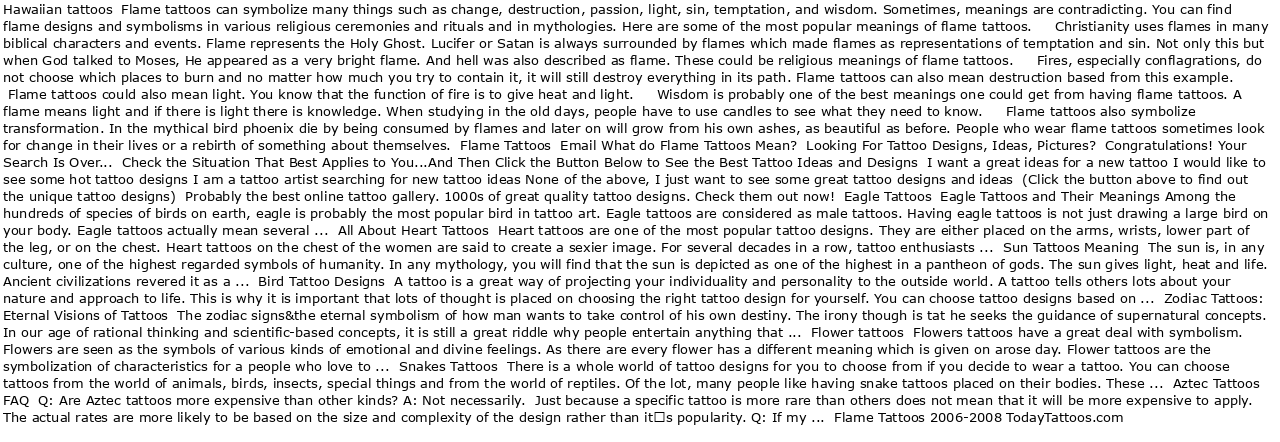 Hawaiian tattoos  Flame tattoos can symbolize many things such as change, destruction, passion, light, sin, temptation, and wisdom. Sometimes, meanings are contradicting. You can find
flame designs and symbolisms in various religious ceremonies and rituals and in mythologies. Here are some of the most popular meanings of flame tattoos.      Christianity uses flames in many
biblical characters and events. Flame represents the Holy Ghost. Lucifer or Satan is always surrounded by flames which made flames as representations of temptation and sin. Not only this but
when God talked to Moses, He appeared as a very bright flame. And hell was also described as flame. These could be religious meanings of flame tattoos.      Fires, especially conflagrations, do
not choose which places to burn and no matter how much you try to contain it, it will still destroy everything in its path. Flame tattoos can also mean destruction based from this example.
Flame tattoos could also mean light. You know that the function of fire is to give heat and light.      Wisdom is probably one of the best meanings one could get from having flame tattoos. A
flame means light and if there is light there is knowledge. When studying in the old days, people have to use candles to see what they need to know.      Flame tattoos also symbolize
transformation. In the mythical bird phoenix die by being consumed by flames and later on will grow from his own ashes, as beautiful as before. People who wear flame tattoos sometimes look
for change in their lives or a rebirth of something about themselves.  Flame Tattoos  Email What do Flame Tattoos Mean?  Looking For Tattoo Designs, Ideas, Pictures?  Congratulations! Your
Search Is Over...  Check the Situation That Best Applies to You...And Then Click the Button Below to See the Best Tattoo Ideas and Designs  I want a great ideas for a new tattoo I would like to
see some hot tattoo designs I am a tattoo artist searching for new tattoo ideas None of the above, I just want to see some great tattoo designs and ideas  (Click the button above to find out
the unique tattoo designs)  Probably the best online tattoo gallery. 1000s of great quality tattoo designs. Check them out now!  Eagle Tattoos  Eagle Tattoos and Their Meanings Among the
hundreds of species of birds on earth, eagle is probably the most popular bird in tattoo art. Eagle tattoos are considered as male tattoos. Having eagle tattoos is not just drawing a large bird on
your body. Eagle tattoos actually mean several ...  All About Heart Tattoos  Heart tattoos are one of the most popular tattoo designs. They are either placed on the arms, wrists, lower part of
the leg, or on the chest. Heart tattoos on the chest of the women are said to create a sexier image. For several decades in a row, tattoo enthusiasts ...  Sun Tattoos Meaning  The sun is, in any
culture, one of the highest regarded symbols of humanity. In any mythology, you will find that the sun is depicted as one of the highest in a pantheon of gods. The sun gives light, heat and life.
Ancient civilizations revered it as a ...  Bird Tattoo Designs  A tattoo is a great way of projecting your individuality and personality to the outside world. A tattoo tells others lots about your
nature and approach to life. This is why it is important that lots of thought is placed on choosing the right tattoo design for yourself. You can choose tattoo designs based on ...  Zodiac Tattoos:
Eternal Visions of Tattoos  The zodiac signs&the eternal symbolism of how man wants to take control of his own destiny. The irony though is tat he seeks the guidance of supernatural concepts.
In our age of rational thinking and scientific-based concepts, it is still a great riddle why people entertain anything that ...  Flower tattoos  Flowers tattoos have a great deal with symbolism.
Flowers are seen as the symbols of various kinds of emotional and divine feelings. As there are every flower has a different meaning which is given on arose day. Flower tattoos are the
symbolization of characteristics for a people who love to ...  Snakes Tattoos  There is a whole world of tattoo designs for you to choose from if you decide to wear a tattoo. You can choose
tattoos from the world of animals, birds, insects, special things and from the world of reptiles. Of the lot, many people like having snake tattoos placed on their bodies. These ...  Aztec Tattoos
FAQ  Q: Are Aztec tattoos more expensive than other kinds? A: Not necessarily.  Just because a specific tattoo is more rare than others does not mean that it will be more expensive to apply.
The actual rates are more likely to be based on the size and complexity of the design rather than it□s popularity. Q: If my ...  Flame Tattoos 2006-2008 TodayTattoos.com